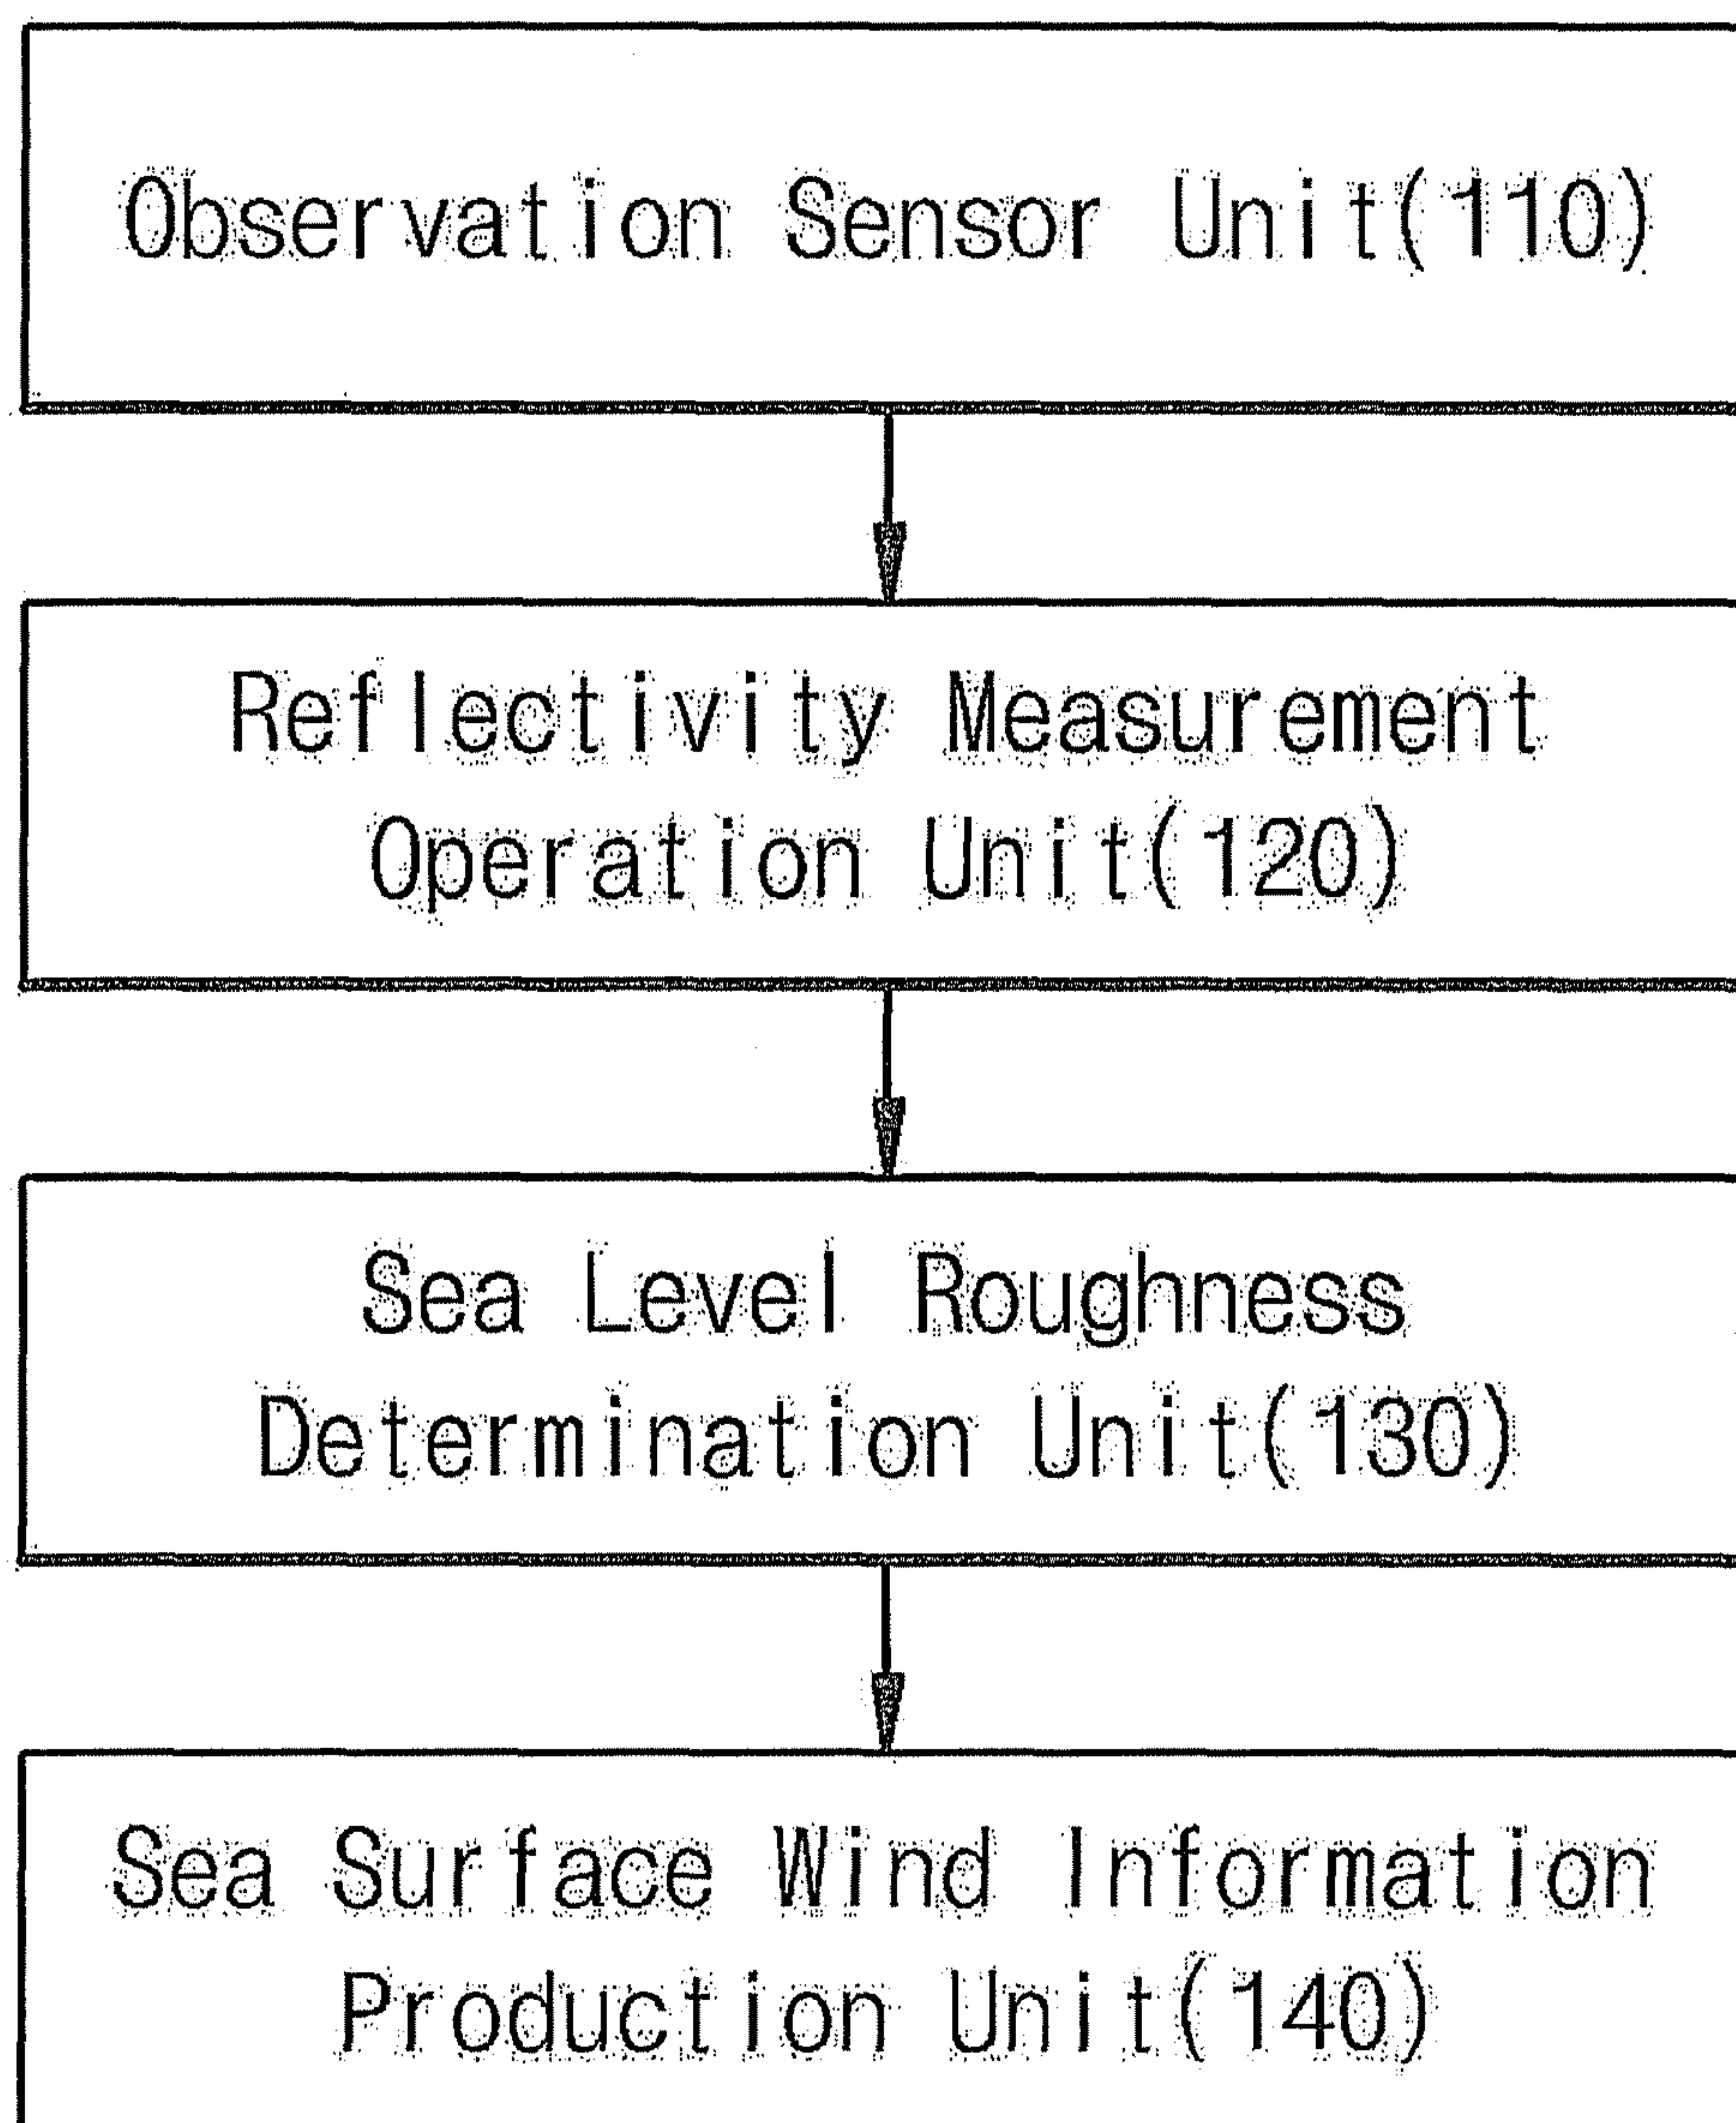 Observation Sensor Unit(110)
Reflectivity Measurement
Operation Unit(120)
Sea Level Roughness
Determination Unit(130)
Sea Surface Wind Information
Production Unit(140)